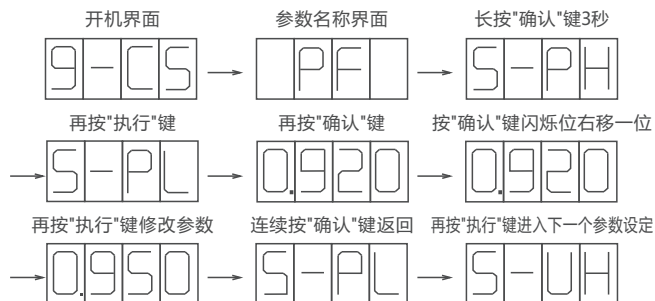 开机界面 参数名称界面 长按"确认"键3秒
9-CS PF S-PH
再按"执行"键 再按"确认"键 按"确认"键闪烁位右移一位
S-PL 0.920 0.920
再按"执行"键修改参数 连续按"确认"键返回 再按"执行"键进入下一个参数设定
0.950 S-PL S-UH